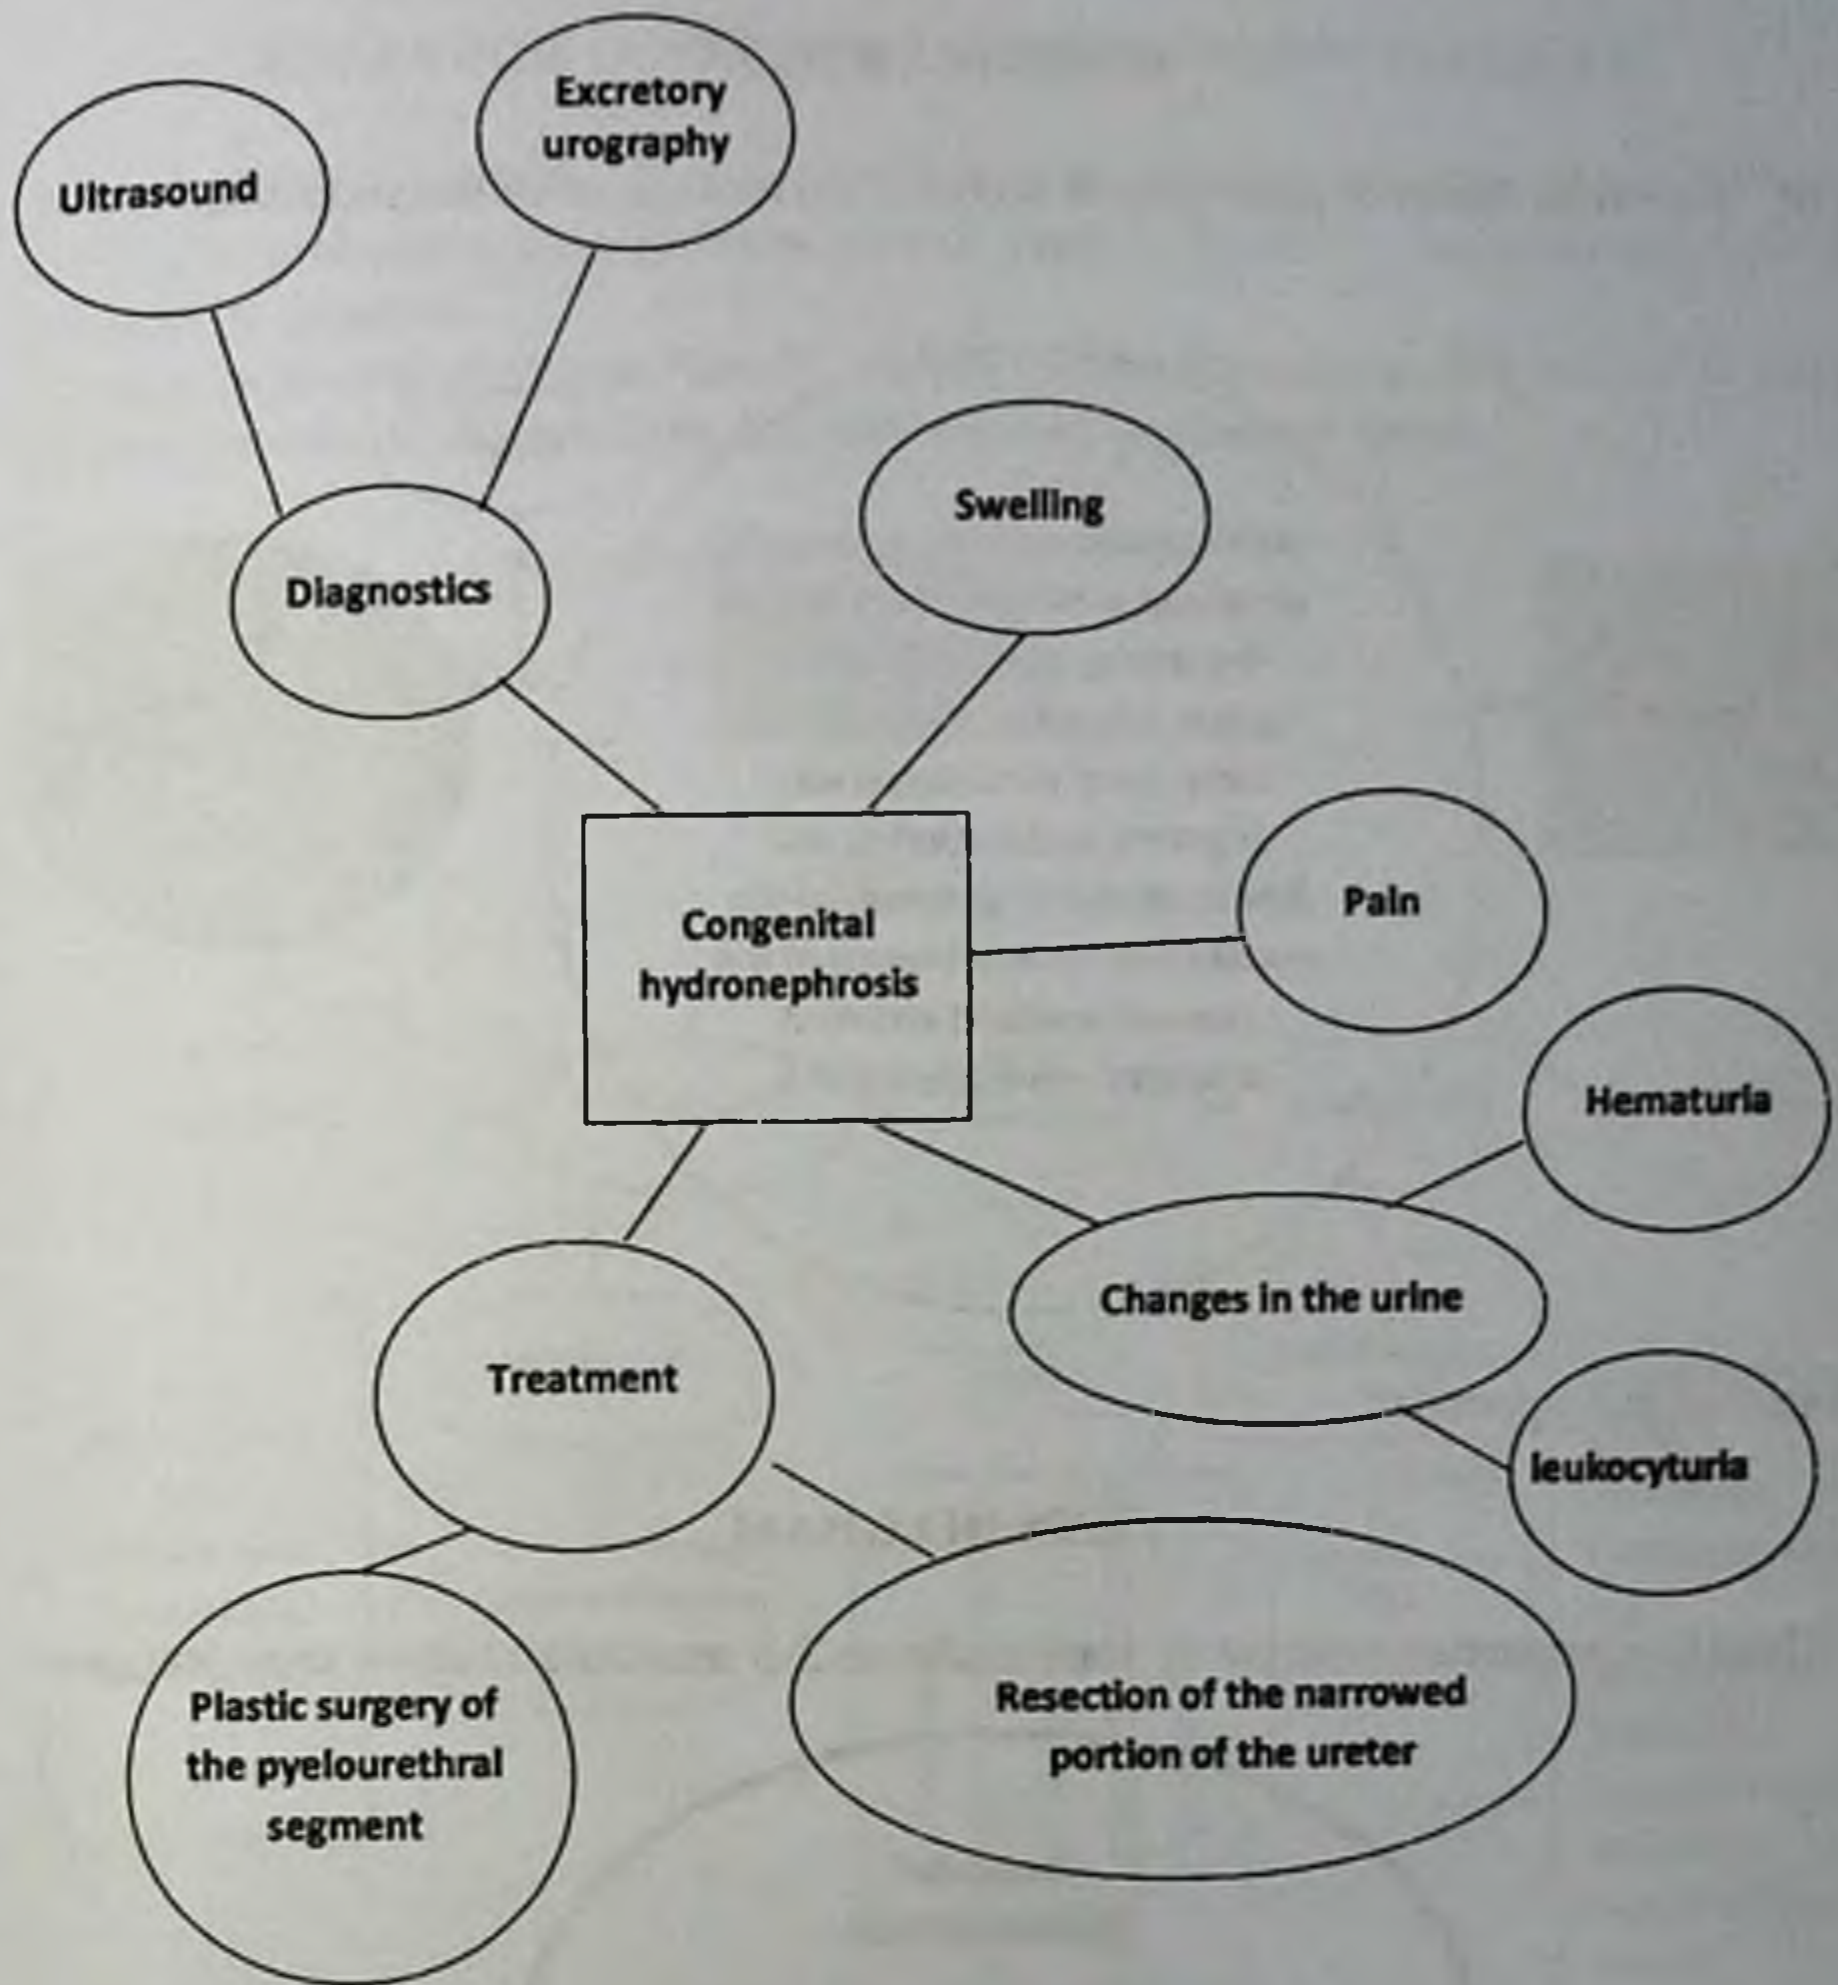 Excretory
urography
Ultrasound
Swelling
Diagnostics
Pain
Congenital
hydronephrosis
Hematuria
Changes in the urine
Treatment
leukocyturia
Resection of the narrowed
portion of the ureter
Plastic surgery of
the pyelourethral
segment